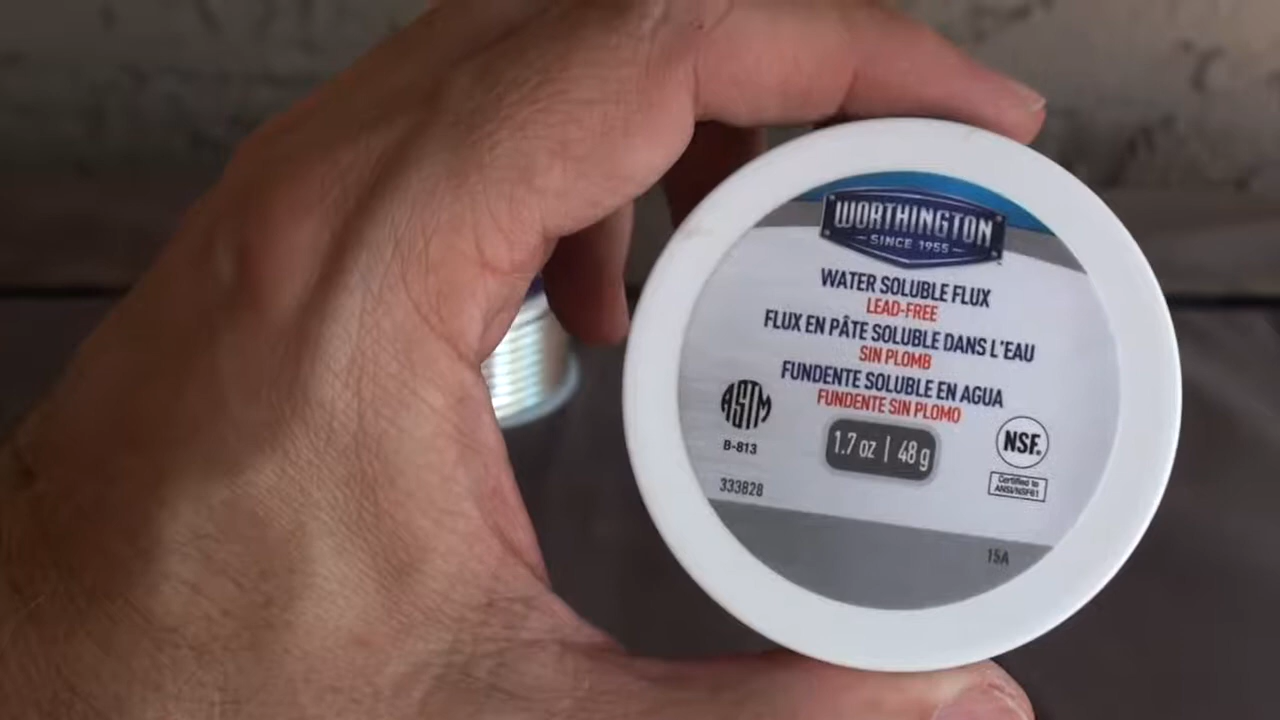 WORTHINGTON
SINCE 1955
WATER SOLUBLE FLUX
LEAD-FREE
FLUX EN PÂTE SOLUBLE DANS L'EAU
SIN PLOMB
FUNDENTE SOLUBLE EN AGUA
FUNDENTE SIN PLOMO
ASTM
B-813
1.7 oz | 48 g
NSF.
Certified to
ANSI/NSF61
333828
15A